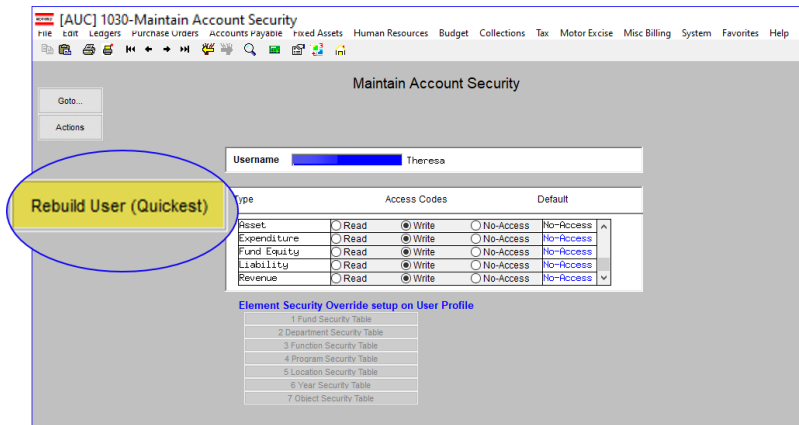 [AUC] 1030-Maintain Account Security
File Edit Ledgers Purchase Orders Accounts Payable Fixed Assets Human Resources Budget Collections Tax Motor Excise Misc Billing System Favorites Help
Maintain Account Security
Goto...
Actions
Username Theresa
Rebuild User (Quickest)
Type Access Codes Default
Asset Read Write No-Access No-Access
Expenditure Read Write No-Access No-Access
Fund Equity Read Write No-Access No-Access
Liability Read Write No-Access No-Access
Revenue Read Write No-Access No-Access
Element Security Override setup on User Profile
1 Fund Security Table
2 Department Security Table
3 Function Security Table
4 Program Security Table
5 Location Security Table
6 Year Security Table
7 Object Security Table